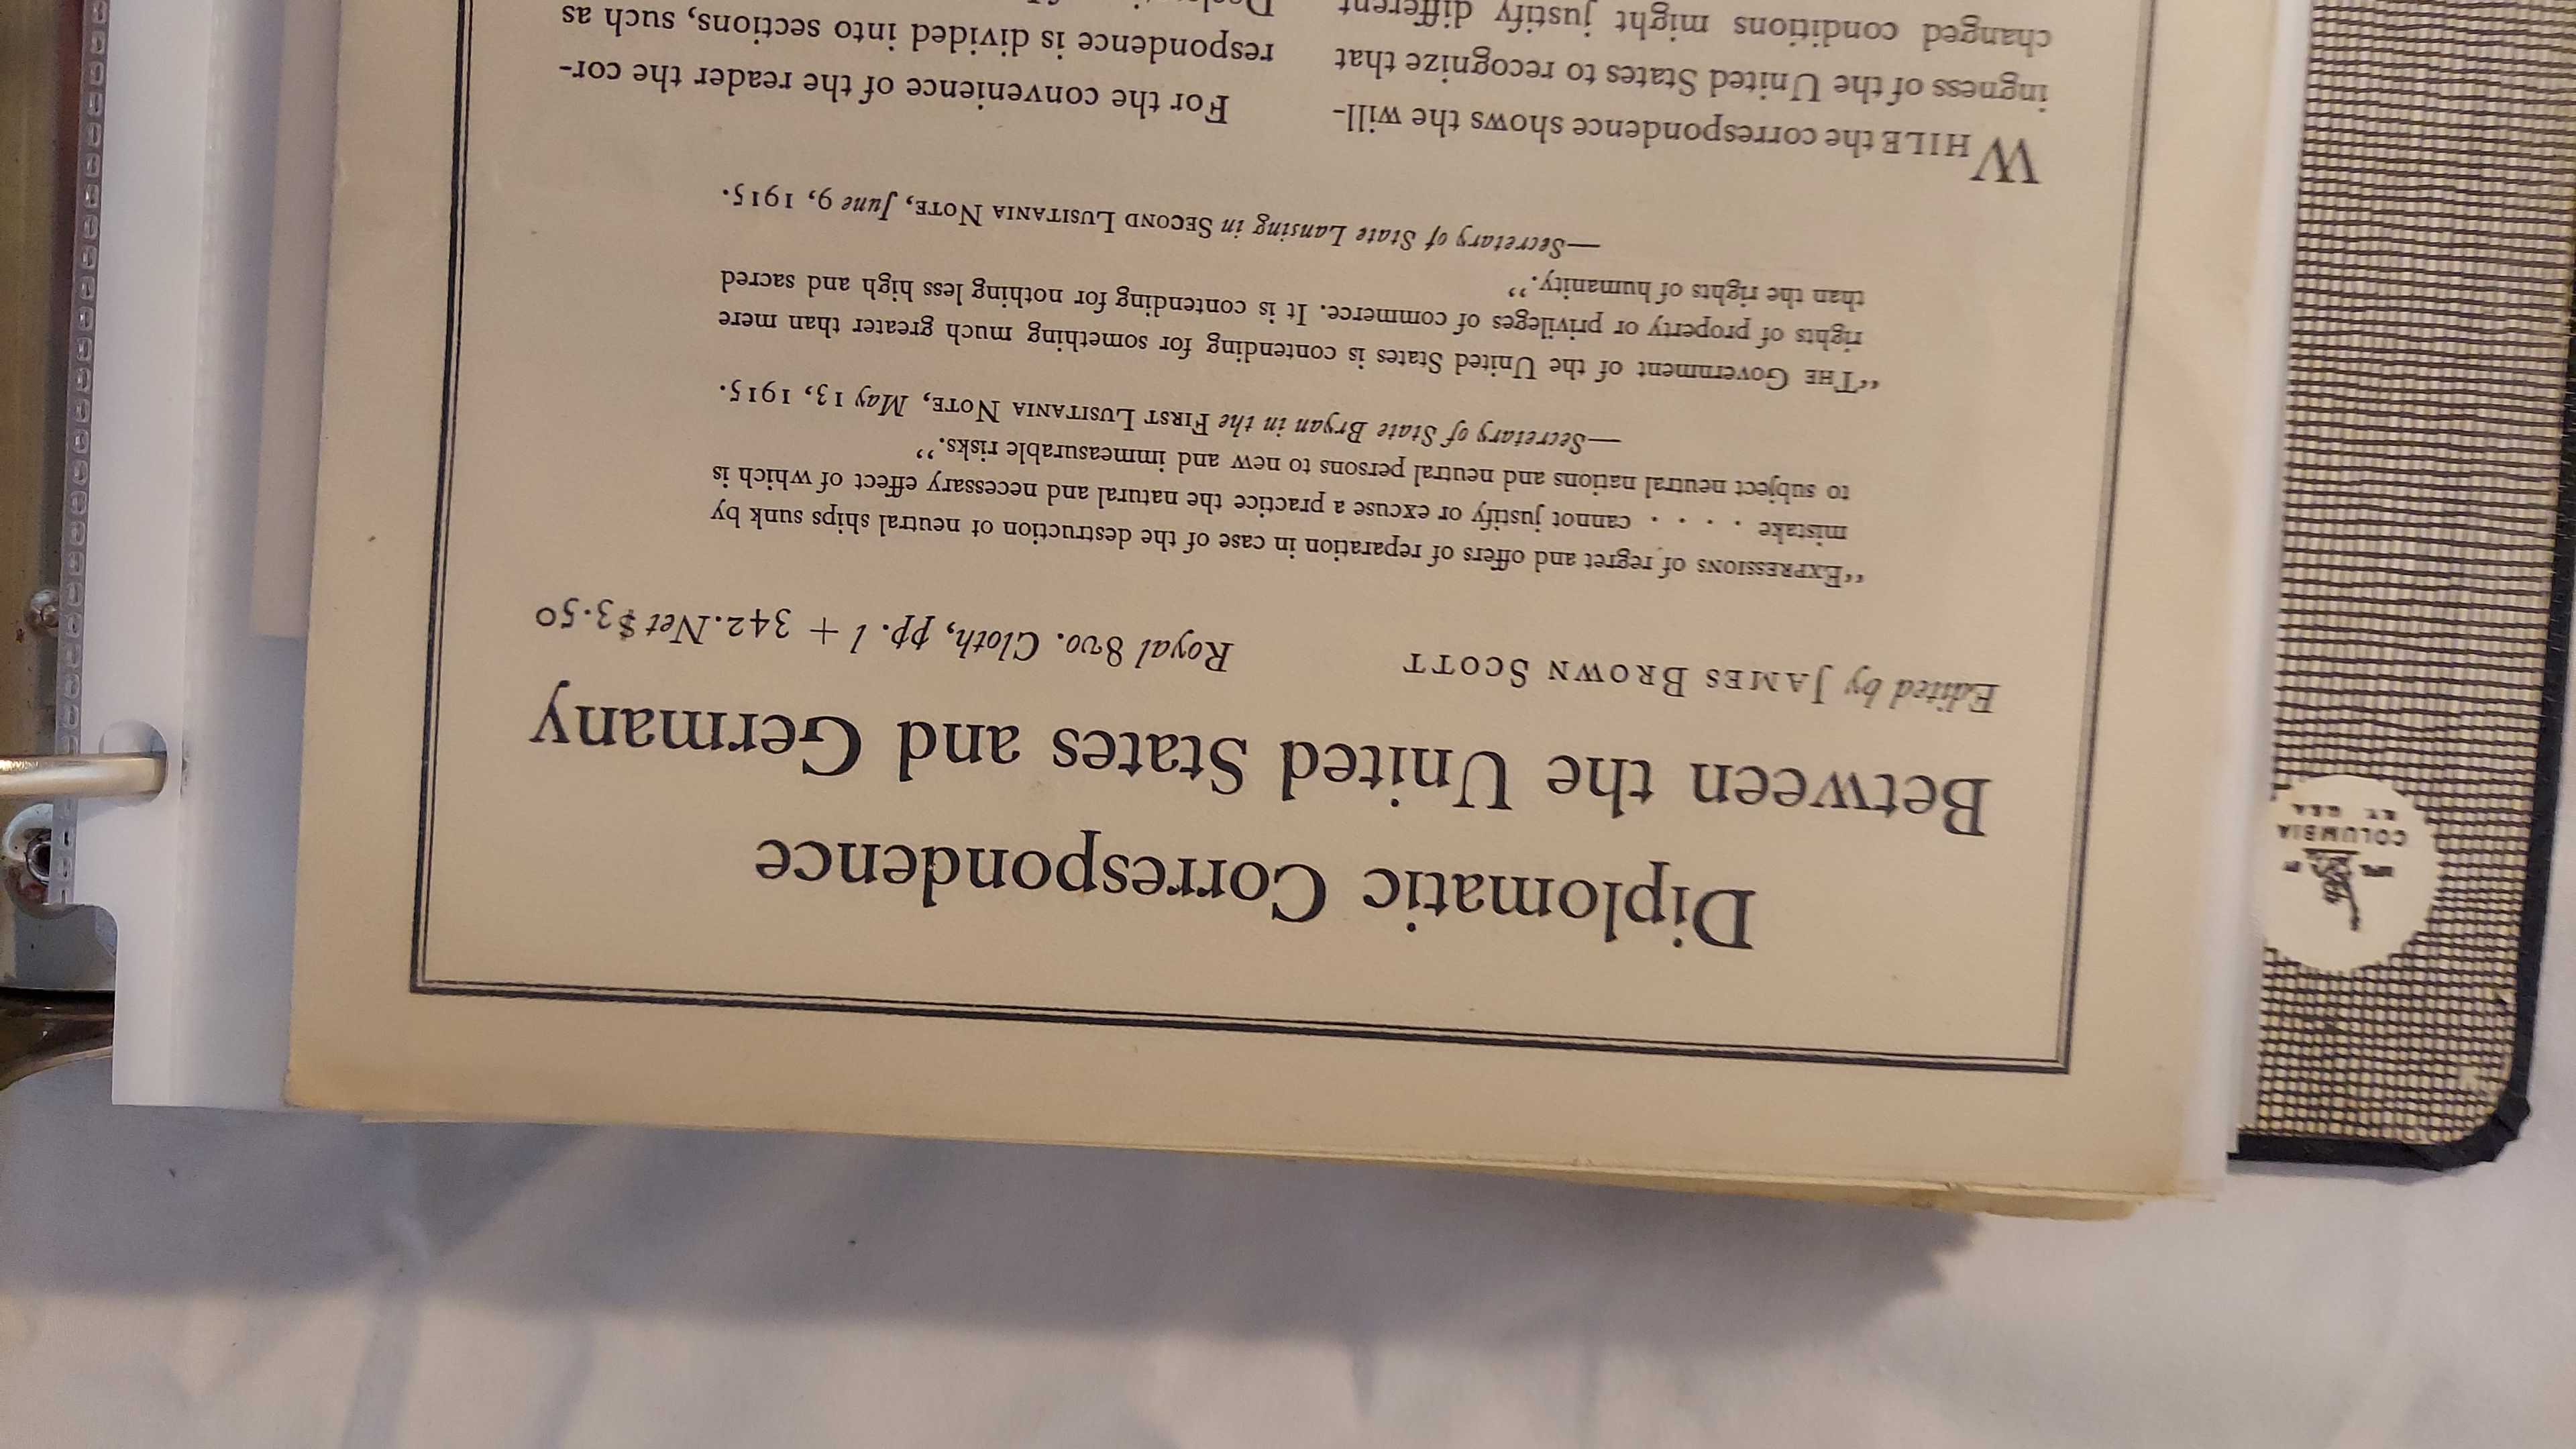 Diplomatic Correspondence
Between the United States and Germany
Edited by JAMES BROWN SCOTT
Royal 8vo. Cloth, pp. l + 342. Net $3.50
“EXPRESSIONS of regret and offers of reparation in case of the destruction of neutral ships sunk by
mistake . . . . cannot justify or excuse a practice the natural and necessary effect of which is
to subject neutral nations and neutral persons to new and immeasurable risks.”
—Secretary of State Bryan in the FIRST LUSITANIA NOTE, May 13, 1915.
“THE Government of the United States is contending for something much greater than mere
rights of property or privileges of commerce. It is contending for nothing less high and sacred
than the rights of humanity.”
—Secretary of State Lansing in SECOND LUSITANIA NOTE, June 9, 1915.
WHILE the correspondence shows the will-
ingness of the United States to recognize that
changed conditions might justify different
For the convenience of the reader the cor-
respondence is divided into sections, such as
COLUMBIA